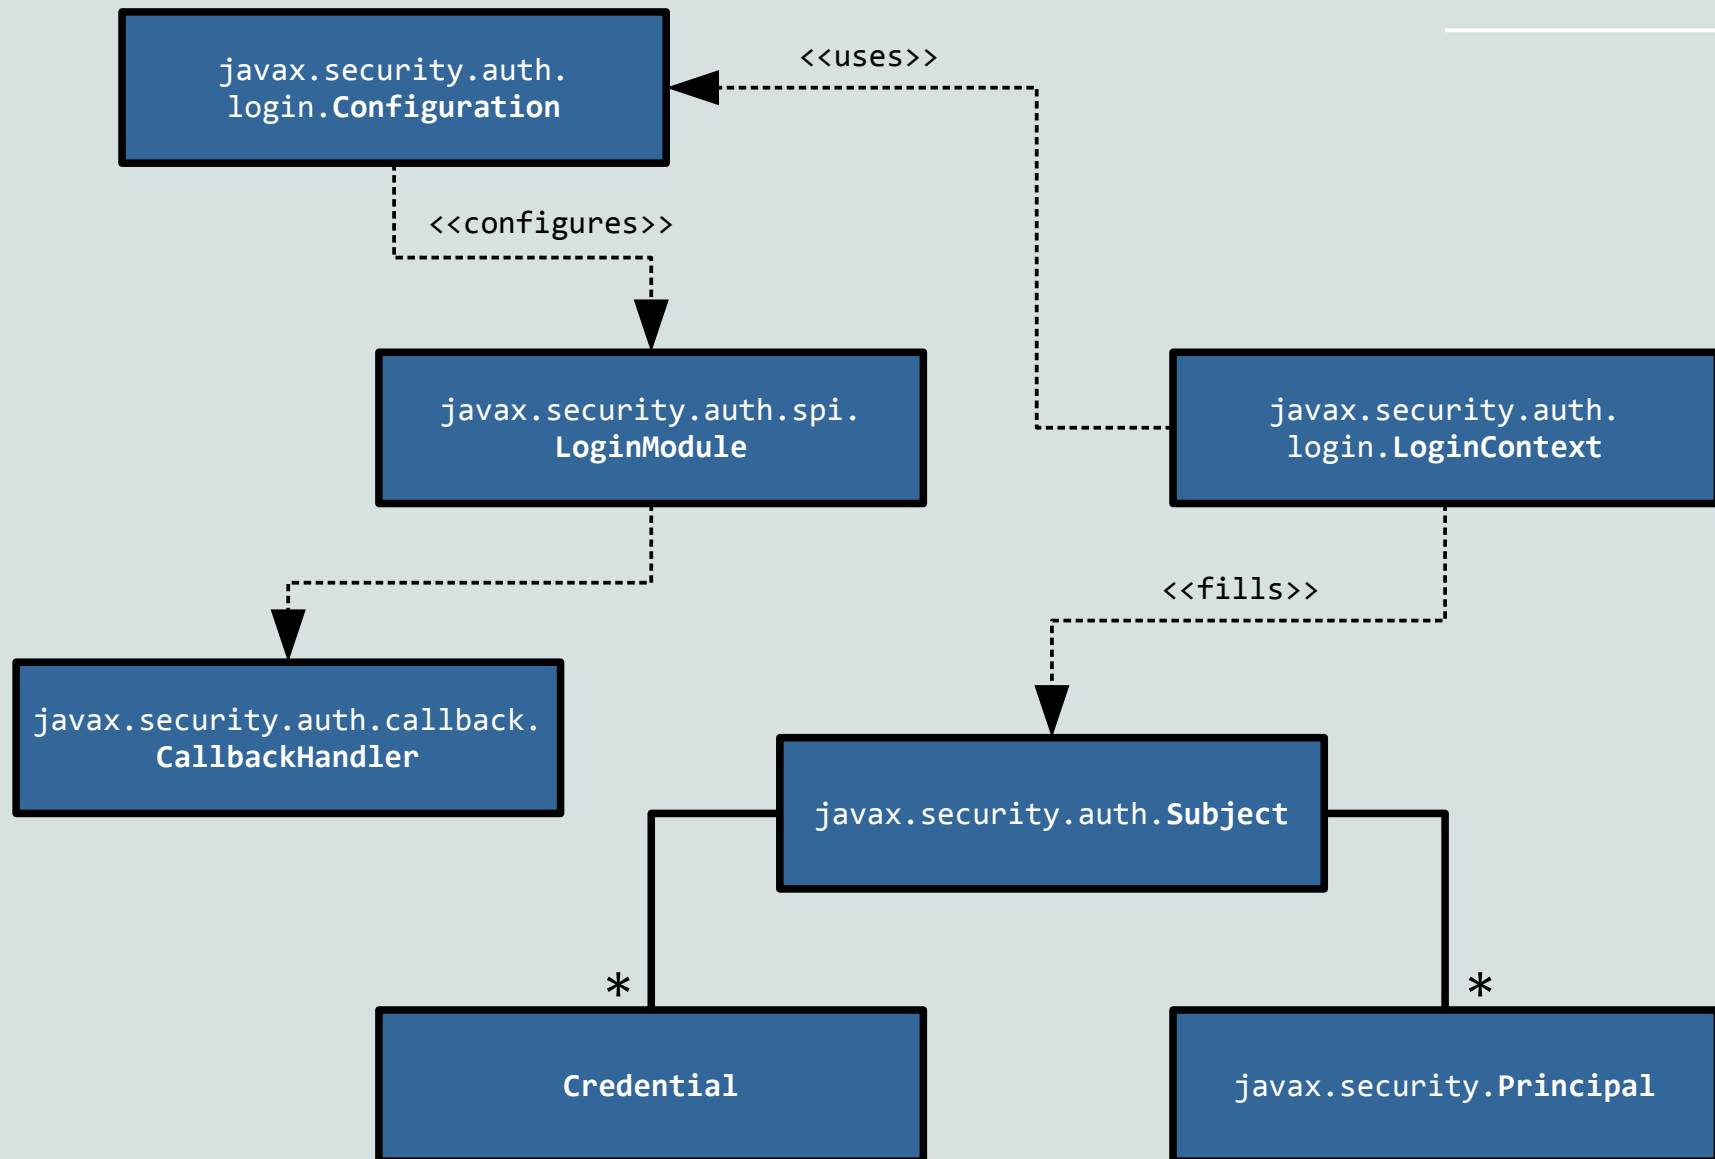 <<uses>>
javax.security.auth.
login.Configuration
<<configures>>
javax.security.auth.spi.
LoginModule
javax.security.auth.
login.LoginContext
<<fills>>
javax.security.auth.callback.
CallbackHandler
javax.security.auth.Subject
*
*
Credential
javax.security.Principal